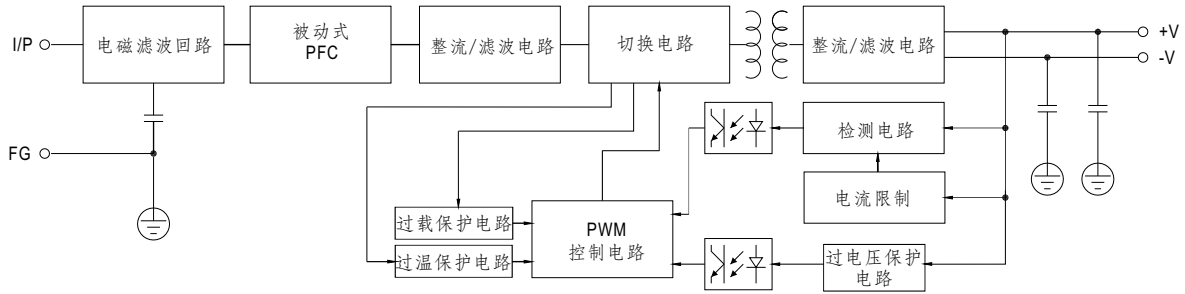 I/P
电磁滤波回路
被动式
PFC
整流/滤波电路
切换电路
整流/滤波电路
+V
-V
FG
检测电路
电流限制
过载保护电路
过温保护电路
PWM
控制电路
过电压保护
电路